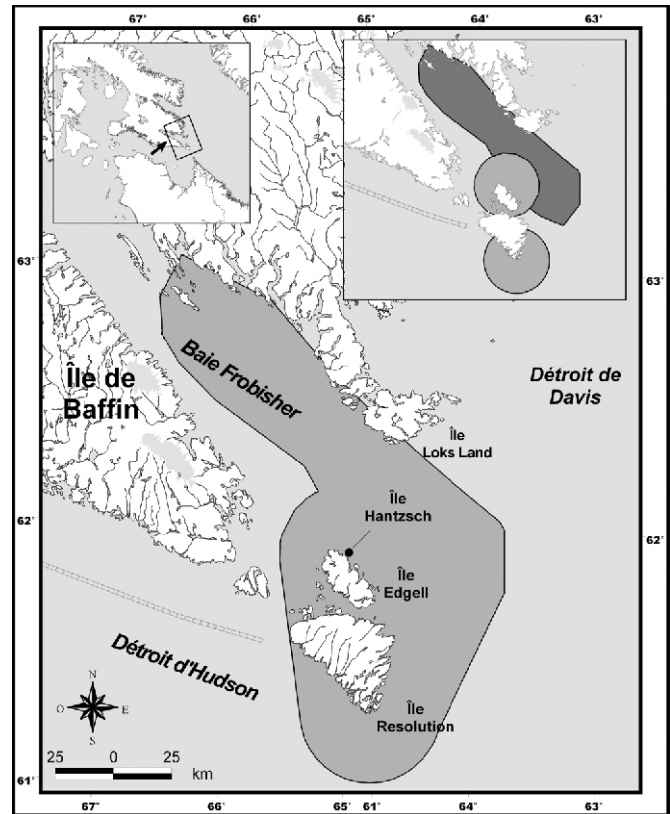 67′
66′
65′
64′
63′
63′
63′
Île de
Baffin
Baie Frobisher
Détroit de
Davis
Île
Loks Land
Île
Hantzsch
62′
62′
Île
Edgell
Détroit d'Hudson
Île
Resolution
N
O
E
S
25 0 25
km
61′
67′
66′
65′
61′
64′
63′